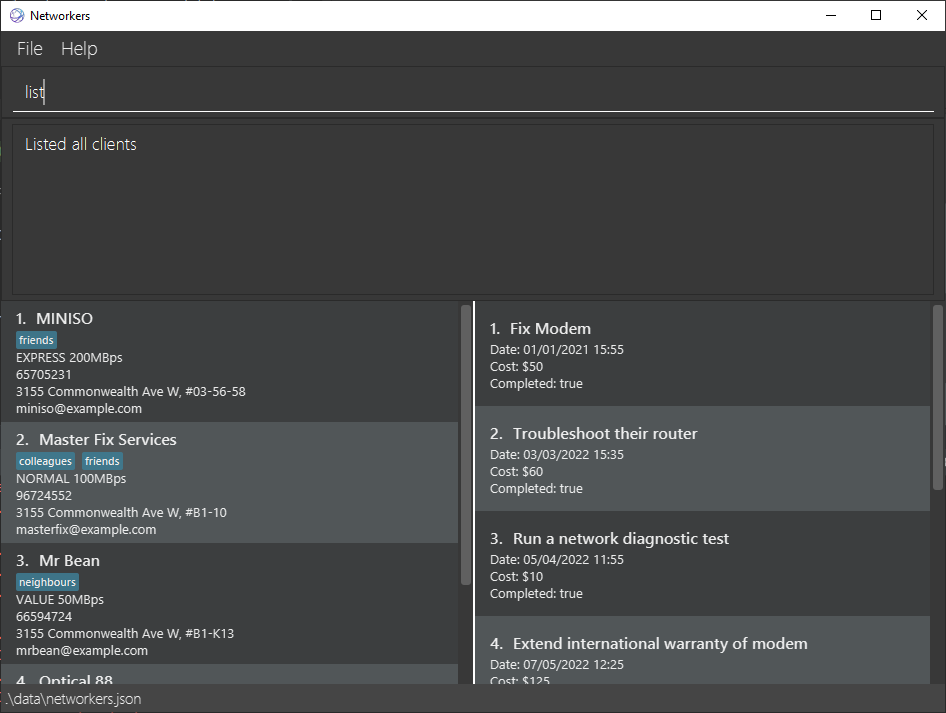 Networkers
File Help
list
Listed all clients
1. MINISO
friends
EXPRESS 200MBps
65705231
3155 Commonwealth Ave W, #03-56-58
miniso@example.com
2. Master Fix Services
colleagues friends
NORMAL 100MBps
96724552
3155 Commonwealth Ave W, #B1-10
masterfix@example.com
3. Mr Bean
neighbours
VALUE 50MBps
66594724
3155 Commonwealth Ave W, #B1-K13
mrbean@example.com
4. Optical 88
1. Fix Modem
Date: 01/01/2021 15:55
Cost: $50
Completed: true
2. Troubleshoot their router
Date: 03/03/2022 15:35
Cost: $60
Completed: true
3. Run a network diagnostic test
Date: 05/04/2022 11:55
Cost: $10
Completed: true
4. Extend international warranty of modem
Date: 07/05/2022 12:25
Cost: $125
.\data\networkers.json